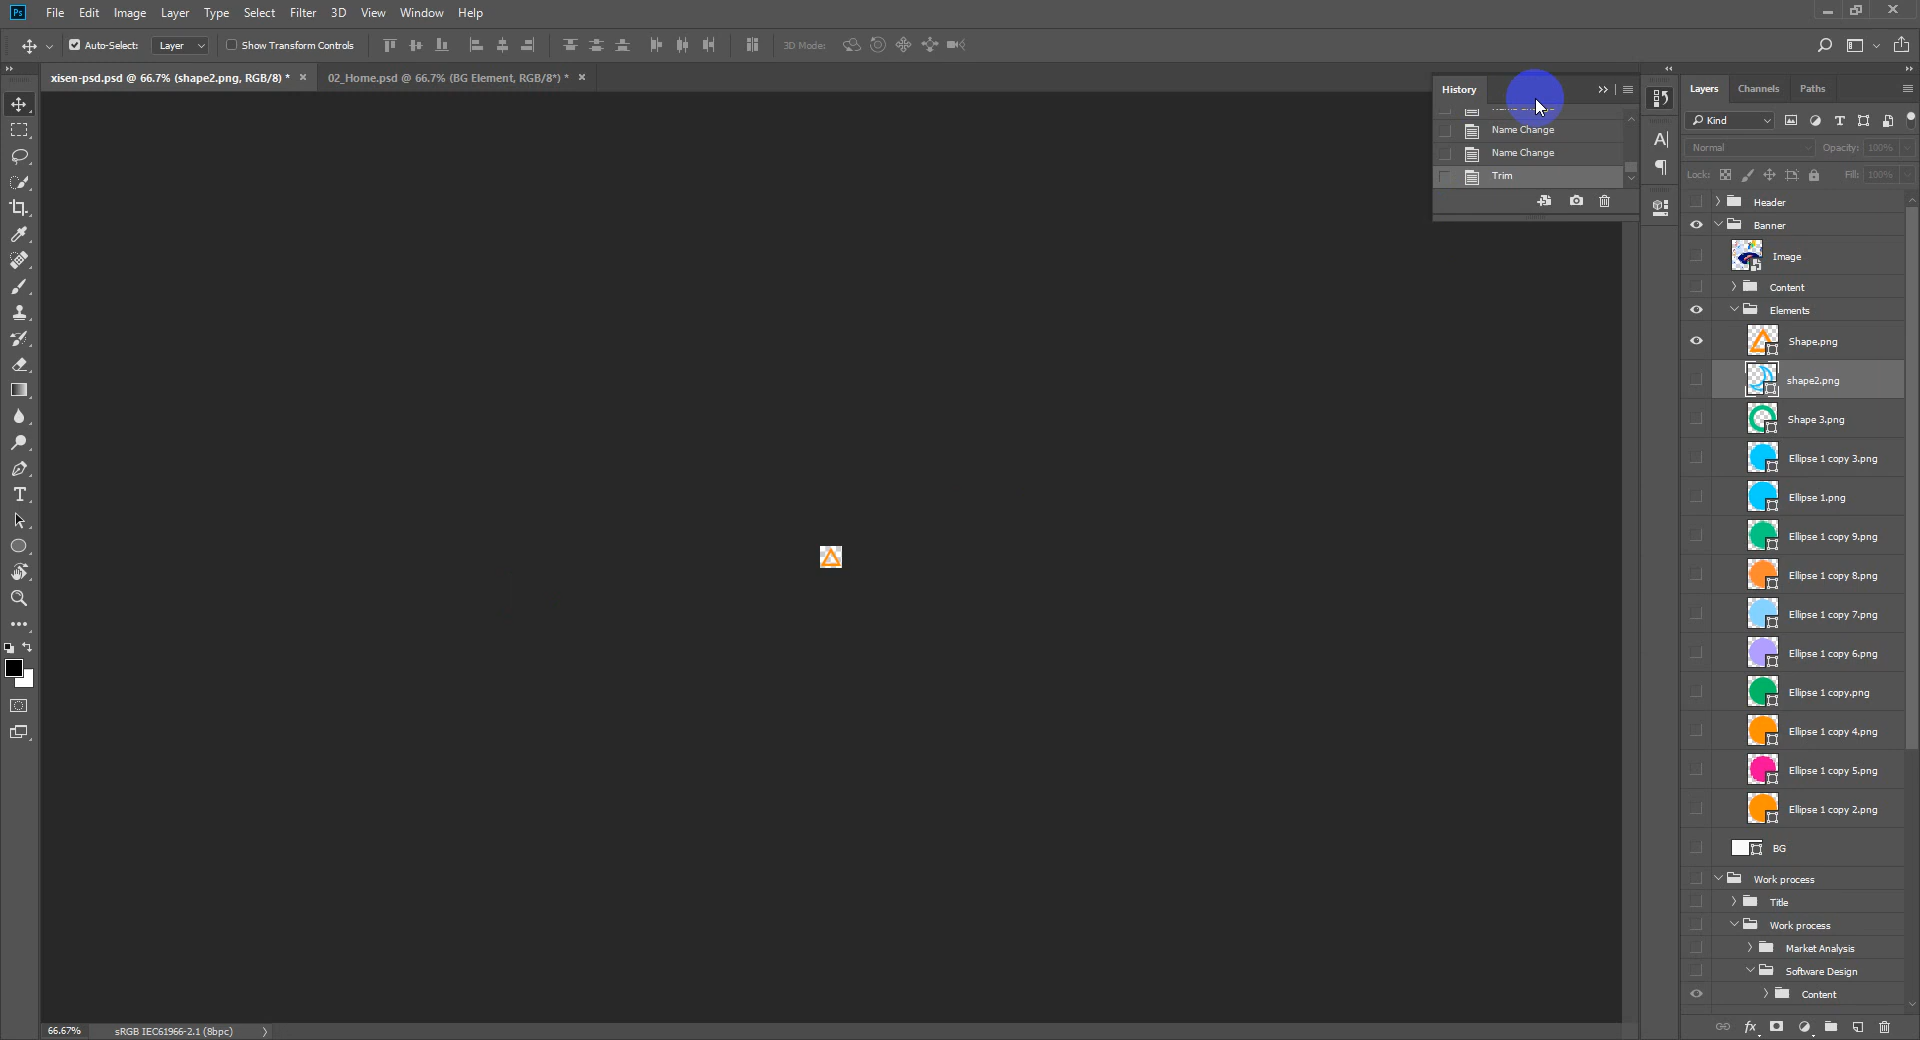 Ps File Edit Image Layer Type Select Filter 3D View Window Help
Auto-Select: Layer Show Transform Controls 3D Mode:
xisen-psd.psd @ 66.7% (shape2.png, RGB/8) * × 02_Home.psd @ 66.7% (BG Element, RGB/8*) * ×
History
Name Change
Name Change
Trim
Layers Channels Paths
Kind
Normal Opacity: 100%
Lock: Fill: 100%
Header
Banner
Image
Content
Elements
Shape.png
shape2.png
Shape 3.png
Ellipse 1 copy 3.png
Ellipse 1.png
Ellipse 1 copy 9.png
Ellipse 1 copy 8.png
Ellipse 1 copy 7.png
Ellipse 1 copy 6.png
Ellipse 1 copy.png
Ellipse 1 copy 4.png
Ellipse 1 copy 5.png
Ellipse 1 copy 2.png
BG
Work process
Title
Work process
Market Analysis
Software Design
Content
66.67% sRGB IEC61966-2.1 (8bpc)